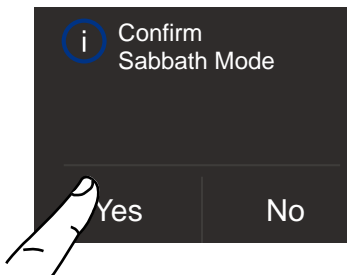 i
Confirm
Sabbath Mode
Yes
No